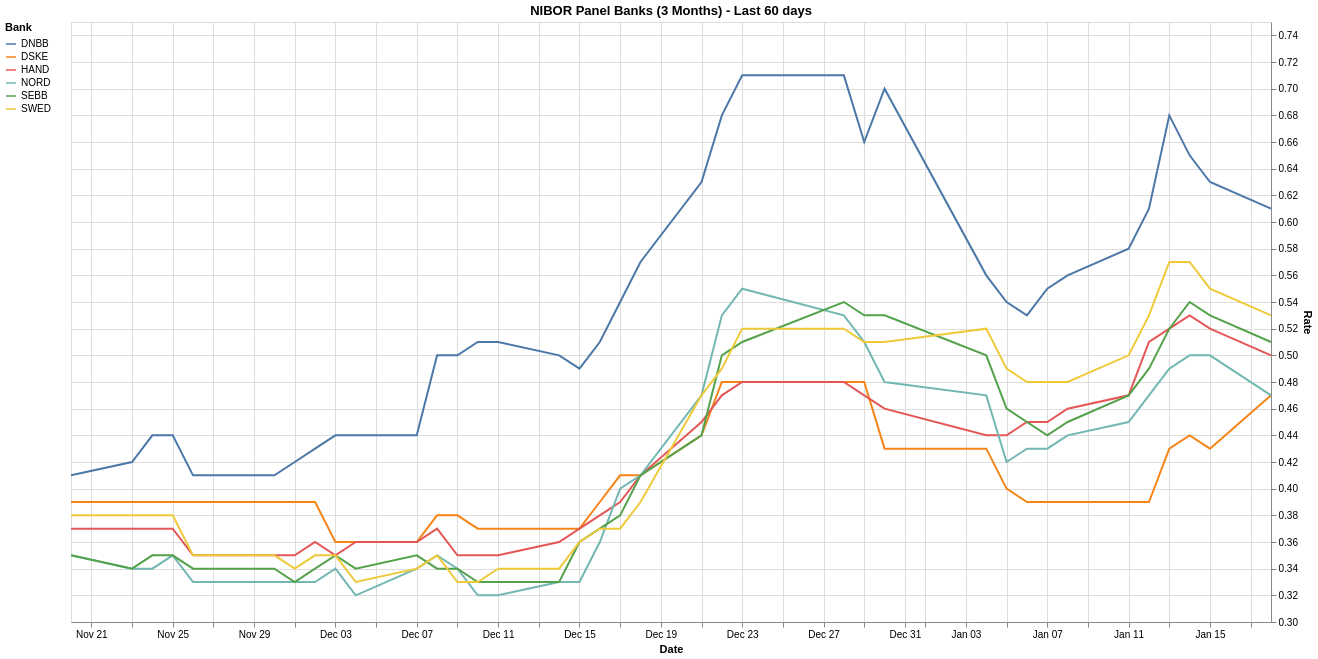 NIBOR Panel Banks (3 Months) - Last 60 days
Bank
DNBB
DSKE
HAND
NORD
SEBB
SWED
0.74
0.72
0.70
0.68
0.66
0.64
0.62
0.60
0.58
0.56
0.54
0.52
0.50
0.48
0.46
0.44
0.42
0.40
0.38
0.36
0.34
0.32
0.30
Rate
Nov 21 Nov 25 Nov 29 Dec 03 Dec 07 Dec 11 Dec 15 Dec 19 Dec 23 Dec 27 Dec 31 Jan 03 Jan 07 Jan 11 Jan 15
Date